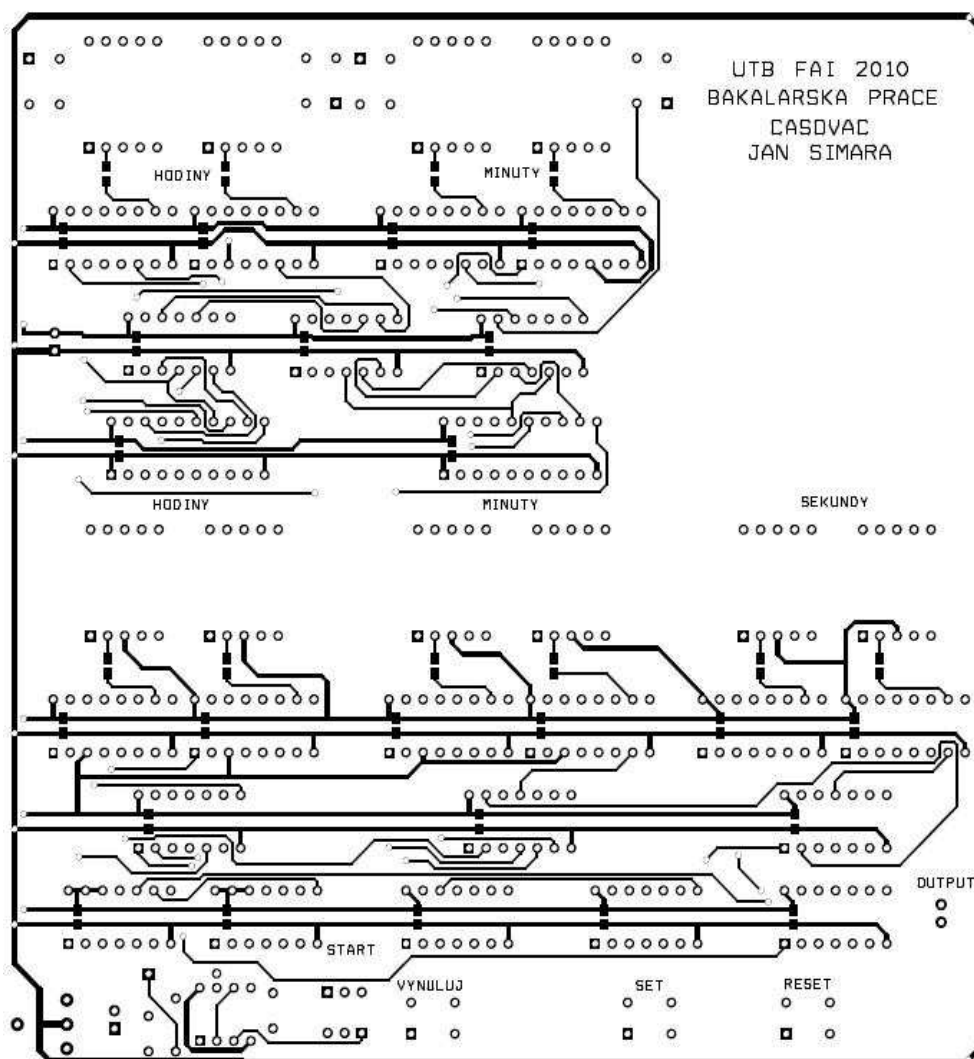 UTB FAI 2010
BAKALARSKA PRACE
CASOVAC
JAN SIMARA
HODINY
MINUTY
HODINY
MINUTY
SEKUNDY
OUTPUT
START
VYNULUJ
SET
RESET